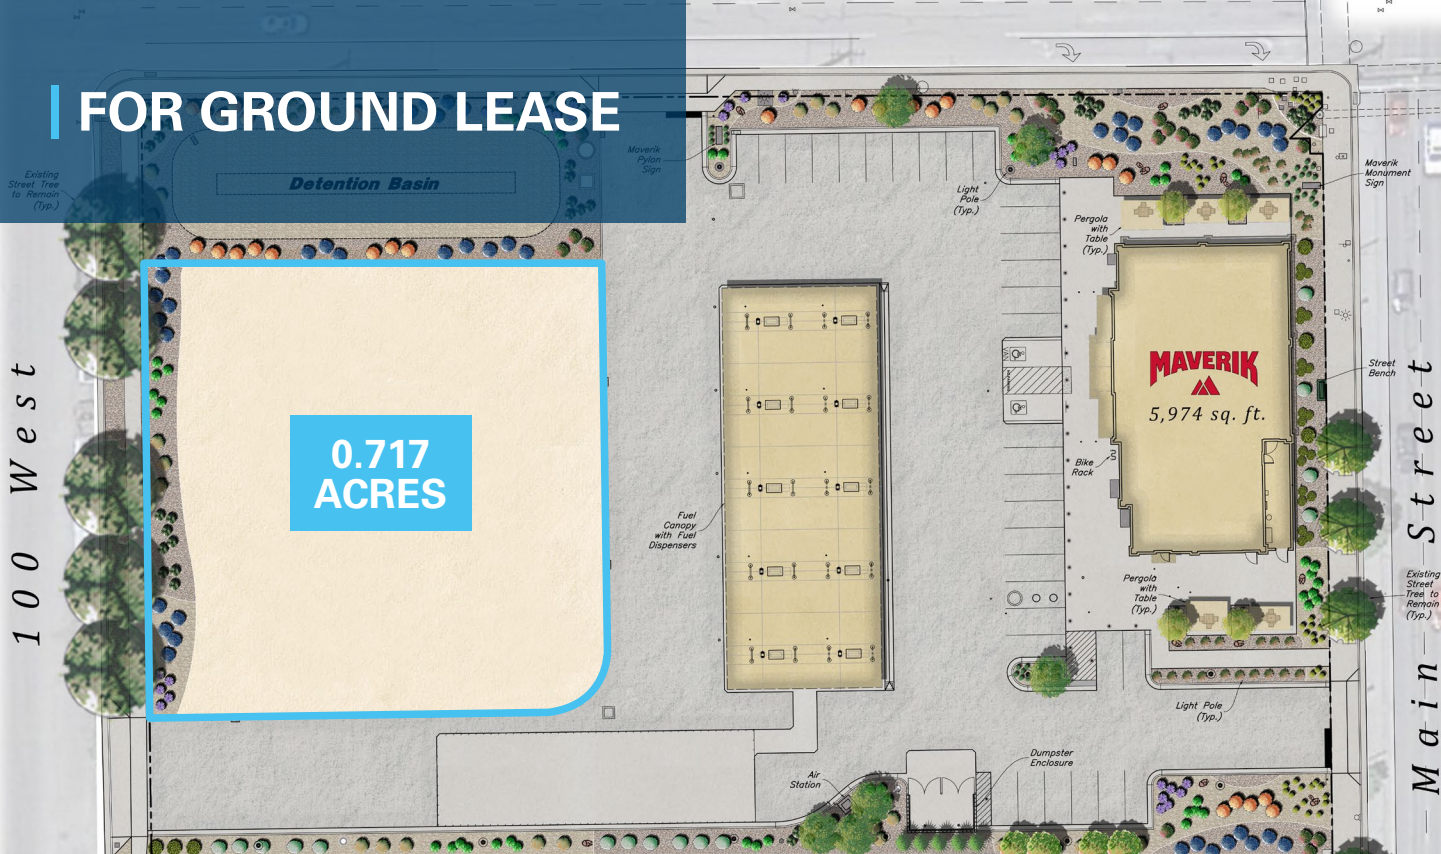 FOR GROUND LEASE
Detention Basin
Existing
Street Tree
to Remain
(Typ.)
Maverik
Pylon
Sign
Light
Pole
(Typ.)
Pergola
with
Table
(Typ.)
Maverik
Monument
Sign
100 West
0.717
ACRES
Fuel
Canopy
with Fuel
Dispensers
VAN
MAVERIK
5,974 sq. ft.
Bike
Rack
Street
Bench
Main Street
Pergola
with
Table
(Typ.)
Existing
Street
Tree to
Remain
(Typ.)
Light Pole
(Typ.)
Air
Station
Dumpster
Enclosure